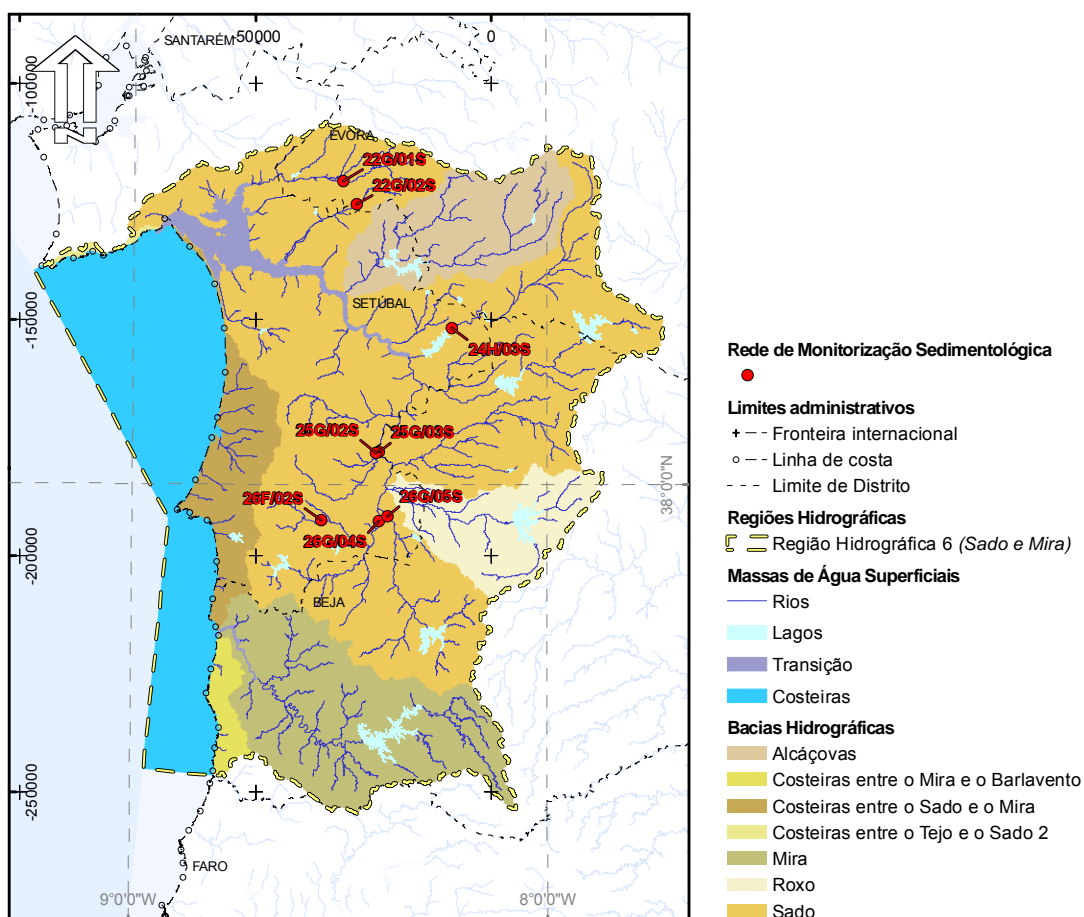 SANTARÉM
-50000
0
-100000
ÉVORA
22G/01S
22G/02S
SETÚBAL
-150000
24H/03S
25G/02S
25G/03S
38°0'0"N
26F/02S
26G/05S
26G/04S
-200000
BEJA
-250000
FARO
9°0'0"W
8°0'0"W
N
Rede de Monitorização Sedimentológica
Limites administrativos
Fronteira internacional
Linha de costa
Limite de Distrito
Regiões Hidrográficas
Região Hidrográfica 6 (Sado e Mira)
Massas de Água Superficiais
Rios
Lagos
Transição
Costeiras
Bacias Hidrográficas
Alcáçovas
Costeiras entre o Mira e o Barlavento
Costeiras entre o Sado e o Mira
Costeiras entre o Tejo e o Sado 2
Mira
Roxo
Sado